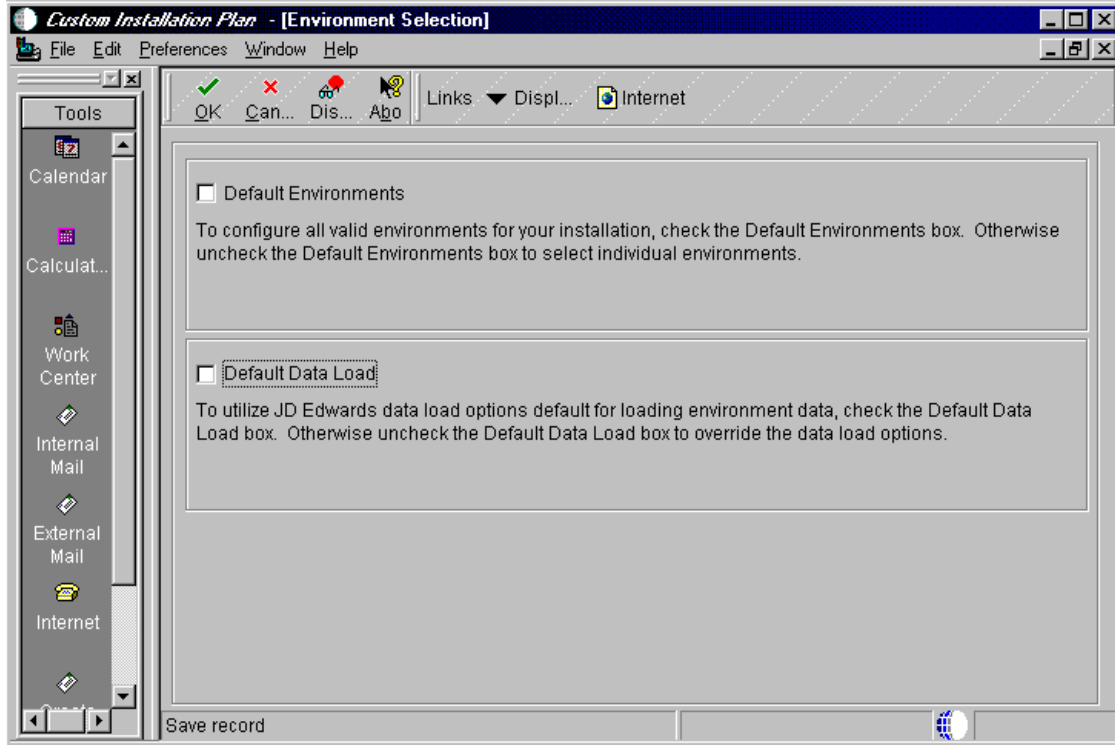 Custom Installation Plan - [Environment Selection]
File Edit Preferences Window Help
Tools
Calendar
Calculat...
Work
Center
Internal
Mail
External
Mail
Internet
OK Can... Dis... Abo
Links Displ... Internet
Default Environments
To configure all valid environments for your installation, check the Default Environments box. Otherwise
uncheck the Default Environments box to select individual environments.
Default Data Load
To utilize JD Edwards data load options default for loading environment data, check the Default Data
Load box. Otherwise uncheck the Default Data Load box to override the data load options.
Save record